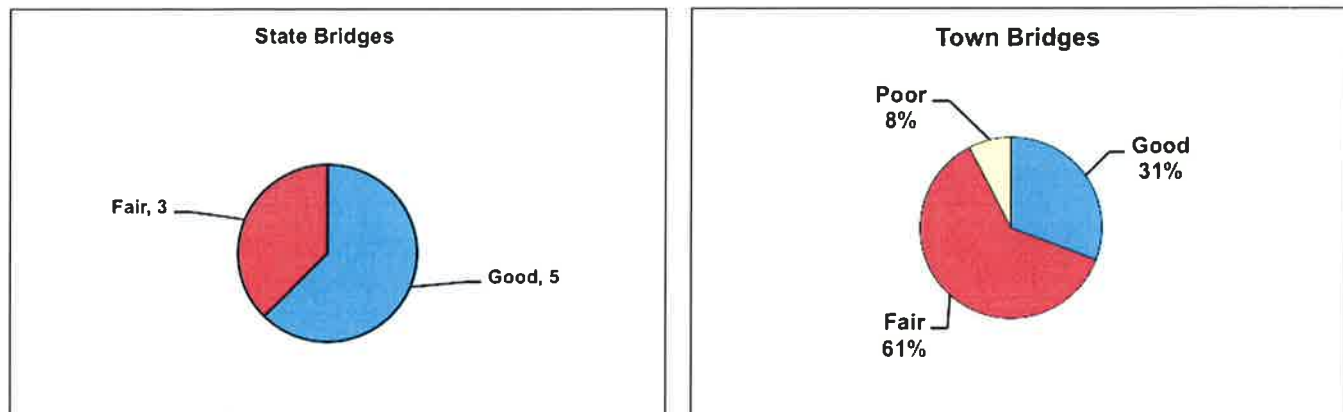 State Bridges
Fair, 3
Good, 5
Town Bridges
Poor
8%
Good
31%
Fair
61%